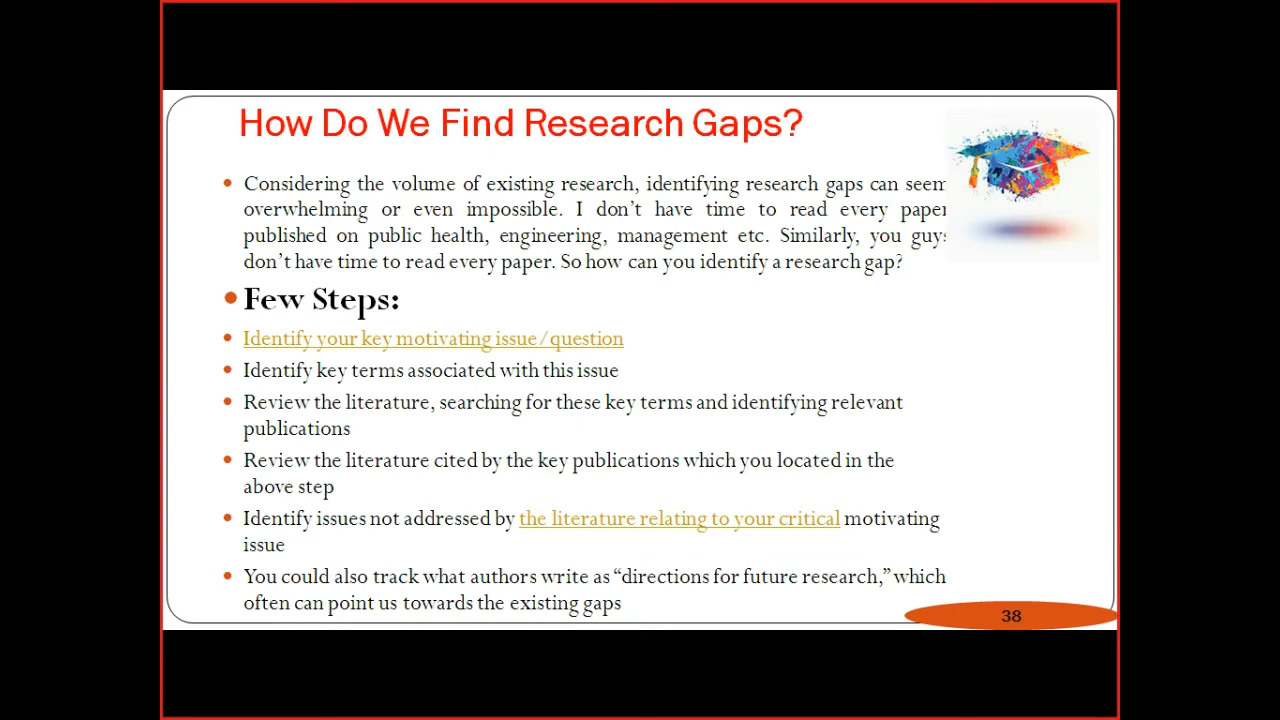 How Do We Find Research Gaps?
• Considering the volume of existing research, identifying research gaps can seem
overwhelming or even impossible. I don't have time to read every paper
published on public health, engineering, management etc. Similarly, you guys
don't have time to read every paper. So how can you identify a research gap?
• Few Steps:
• Identify your key motivating issue/question
• Identify key terms associated with this issue
• Review the literature, searching for these key terms and identifying relevant
publications
• Review the literature cited by the key publications which you located in the
above step
• Identify issues not addressed by the literature relating to your critical motivating
issue
• You could also track what authors write as “directions for future research,” which
often can point us towards the existing gaps
38